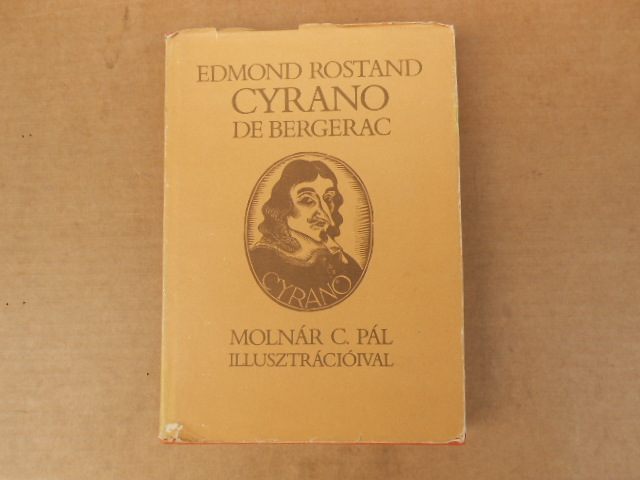 EDMOND ROSTAND
CYRANO
DE BERGERAC
CYRANO
MOLNÁR C. PÁL
ILLUSZTRÁCIÓIVAL